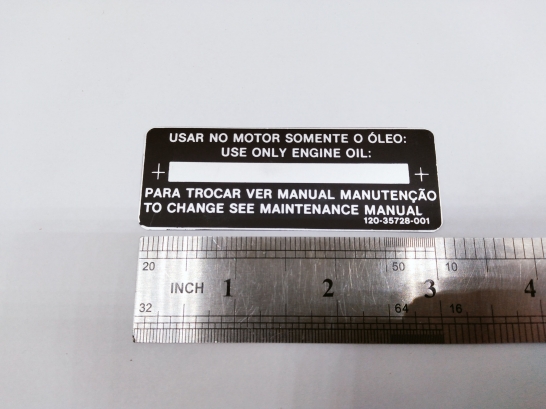 USAR NO MOTOR SOMENTE O ÓLEO:
USE ONLY ENGINE OIL:
PARA TROCAR VER MANUAL MANUTENÇÃO
TO CHANGE SEE MAINTENANCE MANUAL
120-35728-001
20 50 10
INCH 1 2 3 4
32 64 16